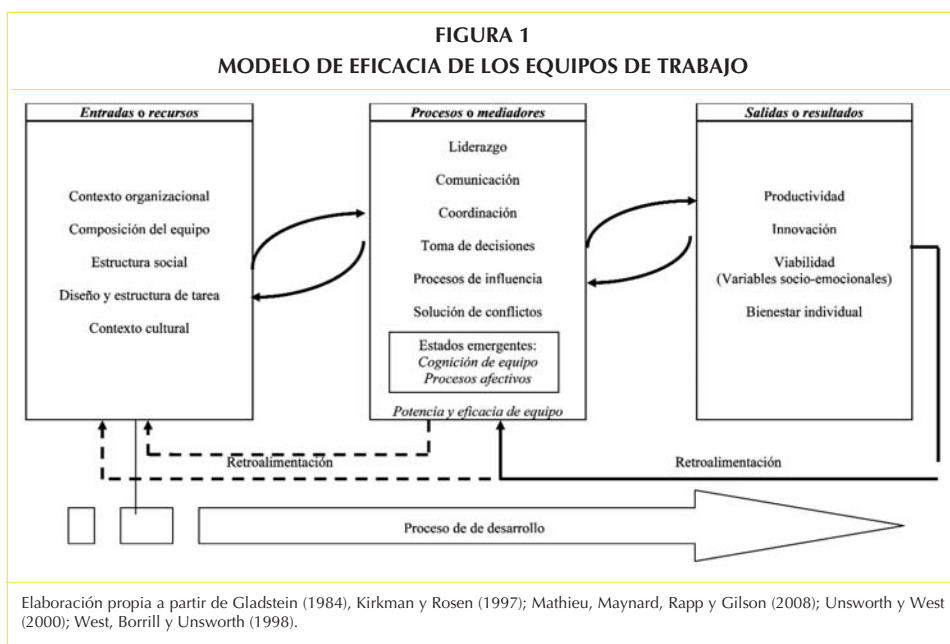 FIGURA 1
MODELO DE EFICACIA DE LOS EQUIPOS DE TRABAJO
Entradas o recursos
Contexto organizacional
Composición del equipo
Estructura social
Diseño y estructura de tarea
Contexto cultural
Procesos o mediadores
Liderazgo
Comunicación
Coordinación
Toma de decisiones
Procesos de influencia
Solución de conflictos
Estados emergentes:
Cognición de equipo
Procesos afectivos
Potencia y eficacia de equipo
Salidas o resultados
Productividad
Innovación
Viabilidad
(Variables socio-emocionales)
Bienestar individual
Retroalimentación
Retroalimentación
Proceso de de desarrollo
Elaboración propia a partir de Gladstein (1984), Kirkman y Rosen (1997); Mathieu, Maynard, Rapp y Gilson (2008); Unsworth y West
(2000); West, Borrill y Unsworth (1998).